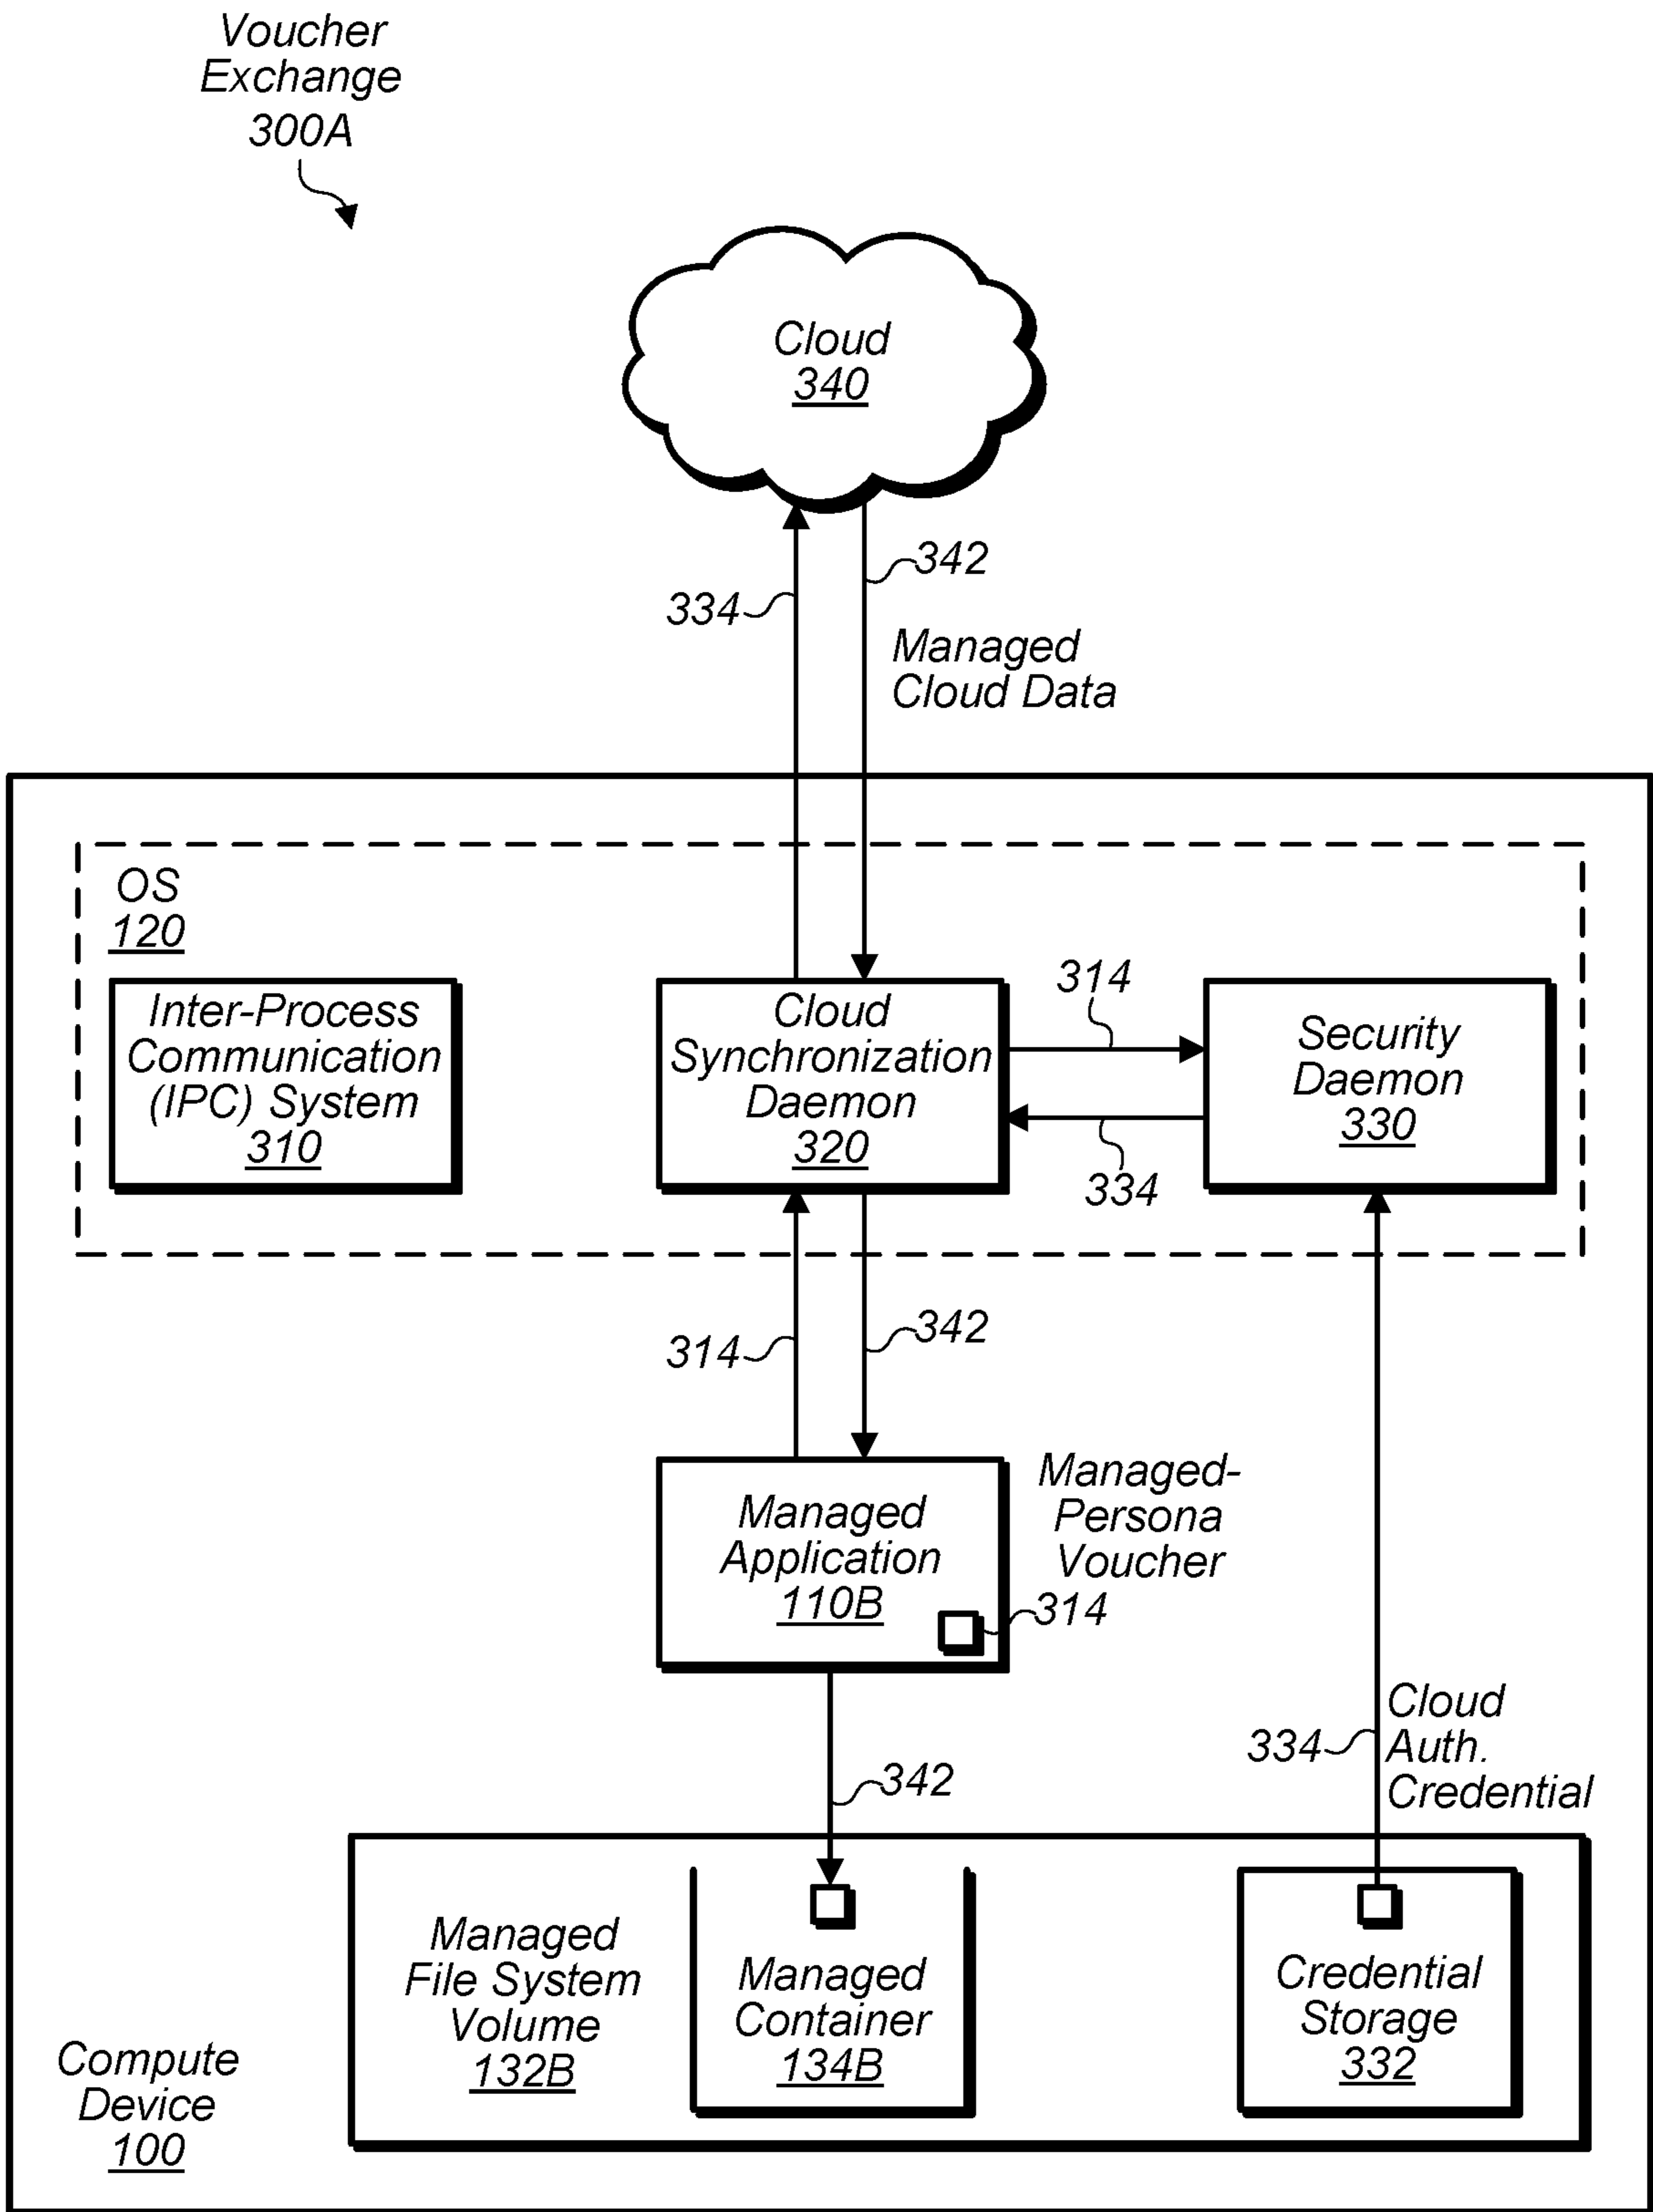 Voucher
Exchange
300A
Cloud
340
342
334
Managed
Cloud Data
OS
120
Inter-Process
Communication
(IPC) System
310
Cloud
Synchronization
Daemon
320
314
334
Security
Daemon
330
314
342
Managed
Application
110B
Managed-
Persona
Voucher
314
342
334
Cloud
Auth.
Credential
Managed
File System
Volume
132B
Managed
Container
134B
Credential
Storage
332
Compute
Device
100